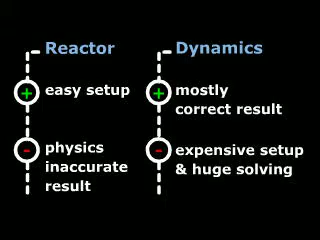 Reactor
+ easy setup
- physics
inaccurate
result
Dynamics
+ mostly
correct result
- expensive setup
& huge solving